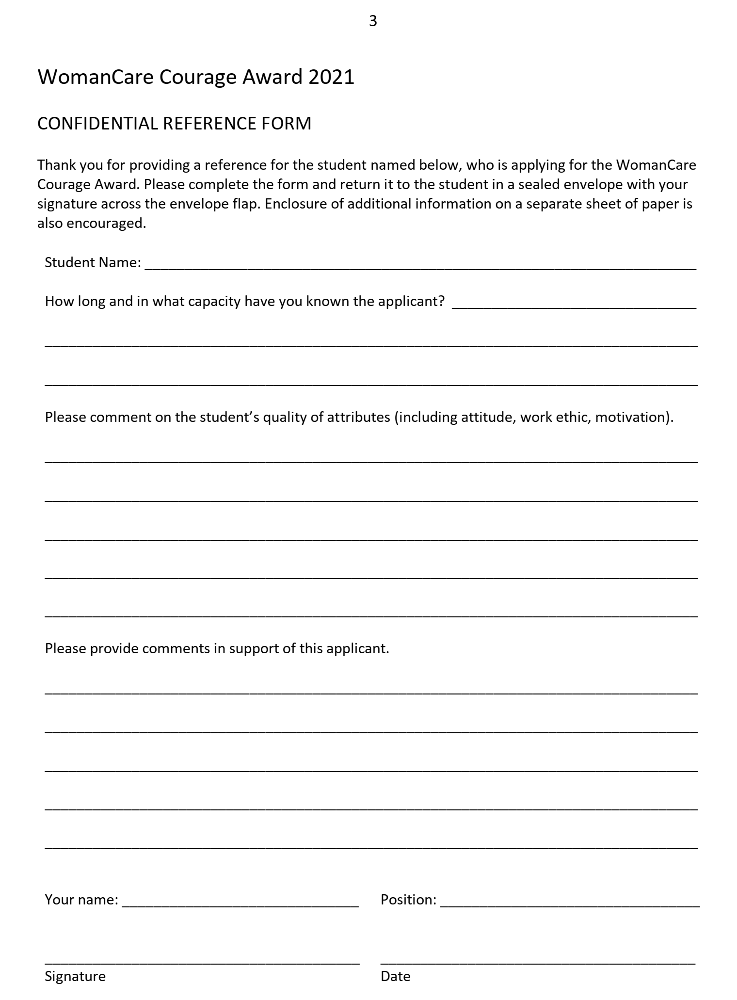 3
WomanCare Courage Award 2021
CONFIDENTIAL REFERENCE FORM
Thank you for providing a reference for the student named below, who is applying for the WomanCare
Courage Award. Please complete the form and return it to the student in a sealed envelope with your
signature across the envelope flap. Enclosure of additional information on a separate sheet of paper is
also encouraged.
Student Name:
How long and in what capacity have you known the applicant?
Please comment on the student’s quality of attributes (including attitude, work ethic, motivation).
Please provide comments in support of this applicant.
Your name: Position:
Signature Date